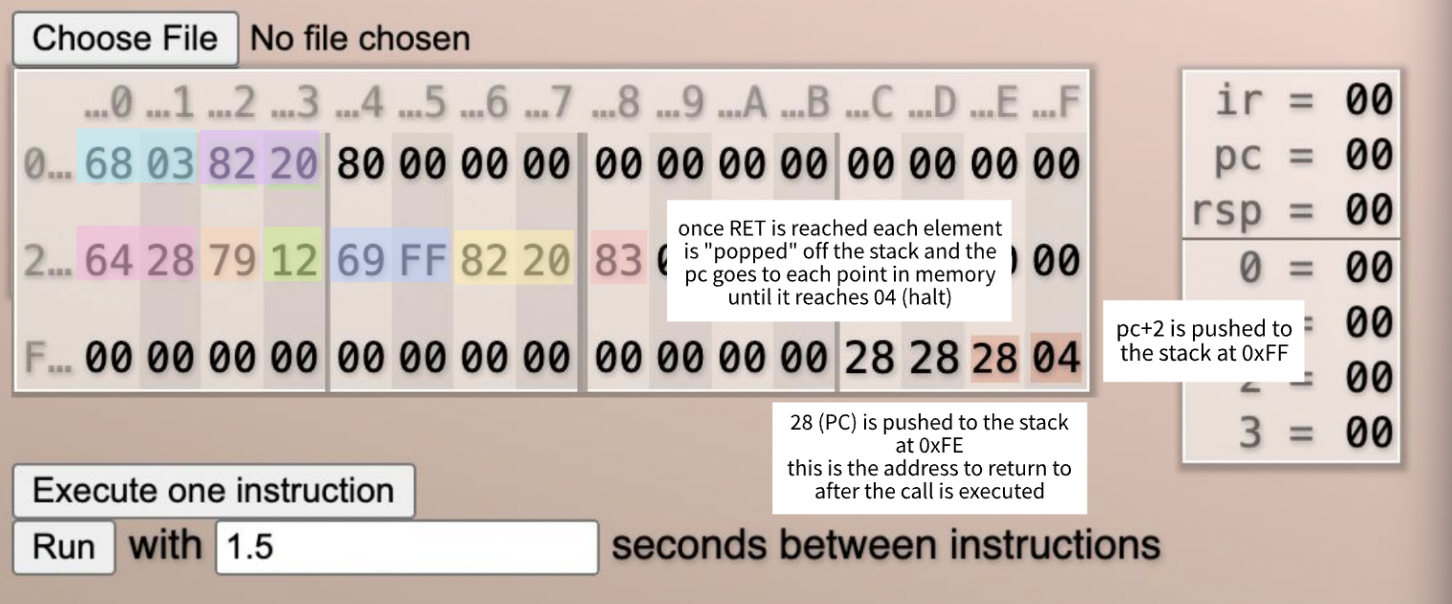 Choose File No file chosen
...0 ...1 ...2 ...3 ...4 ...5 ...6 ...7 ...8 ...9 ...A ...B ...C ...D ...E ...F
0... 68 03 82 20 80 00 00 00 00 00 00 00 00 00 00 00
2... 64 28 79 12 69 FF 82 20 83 00
F... 00 00 00 00 00 00 00 00 00 00 00 00 28 28 28 04
once RET is reached each element
is "popped" off the stack and the
pc goes to each point in memory
until it reaches 04 (halt)
ir = 00
pc = 00
rsp = 00
0 = 00
= 00
2 = 00
3 = 00
pc+2 is pushed to
the stack at 0xFF
28 (PC) is pushed to the stack
at 0xFE
this is the address to return to
after the call is executed
Execute one instruction
Run with 1.5 seconds between instructions